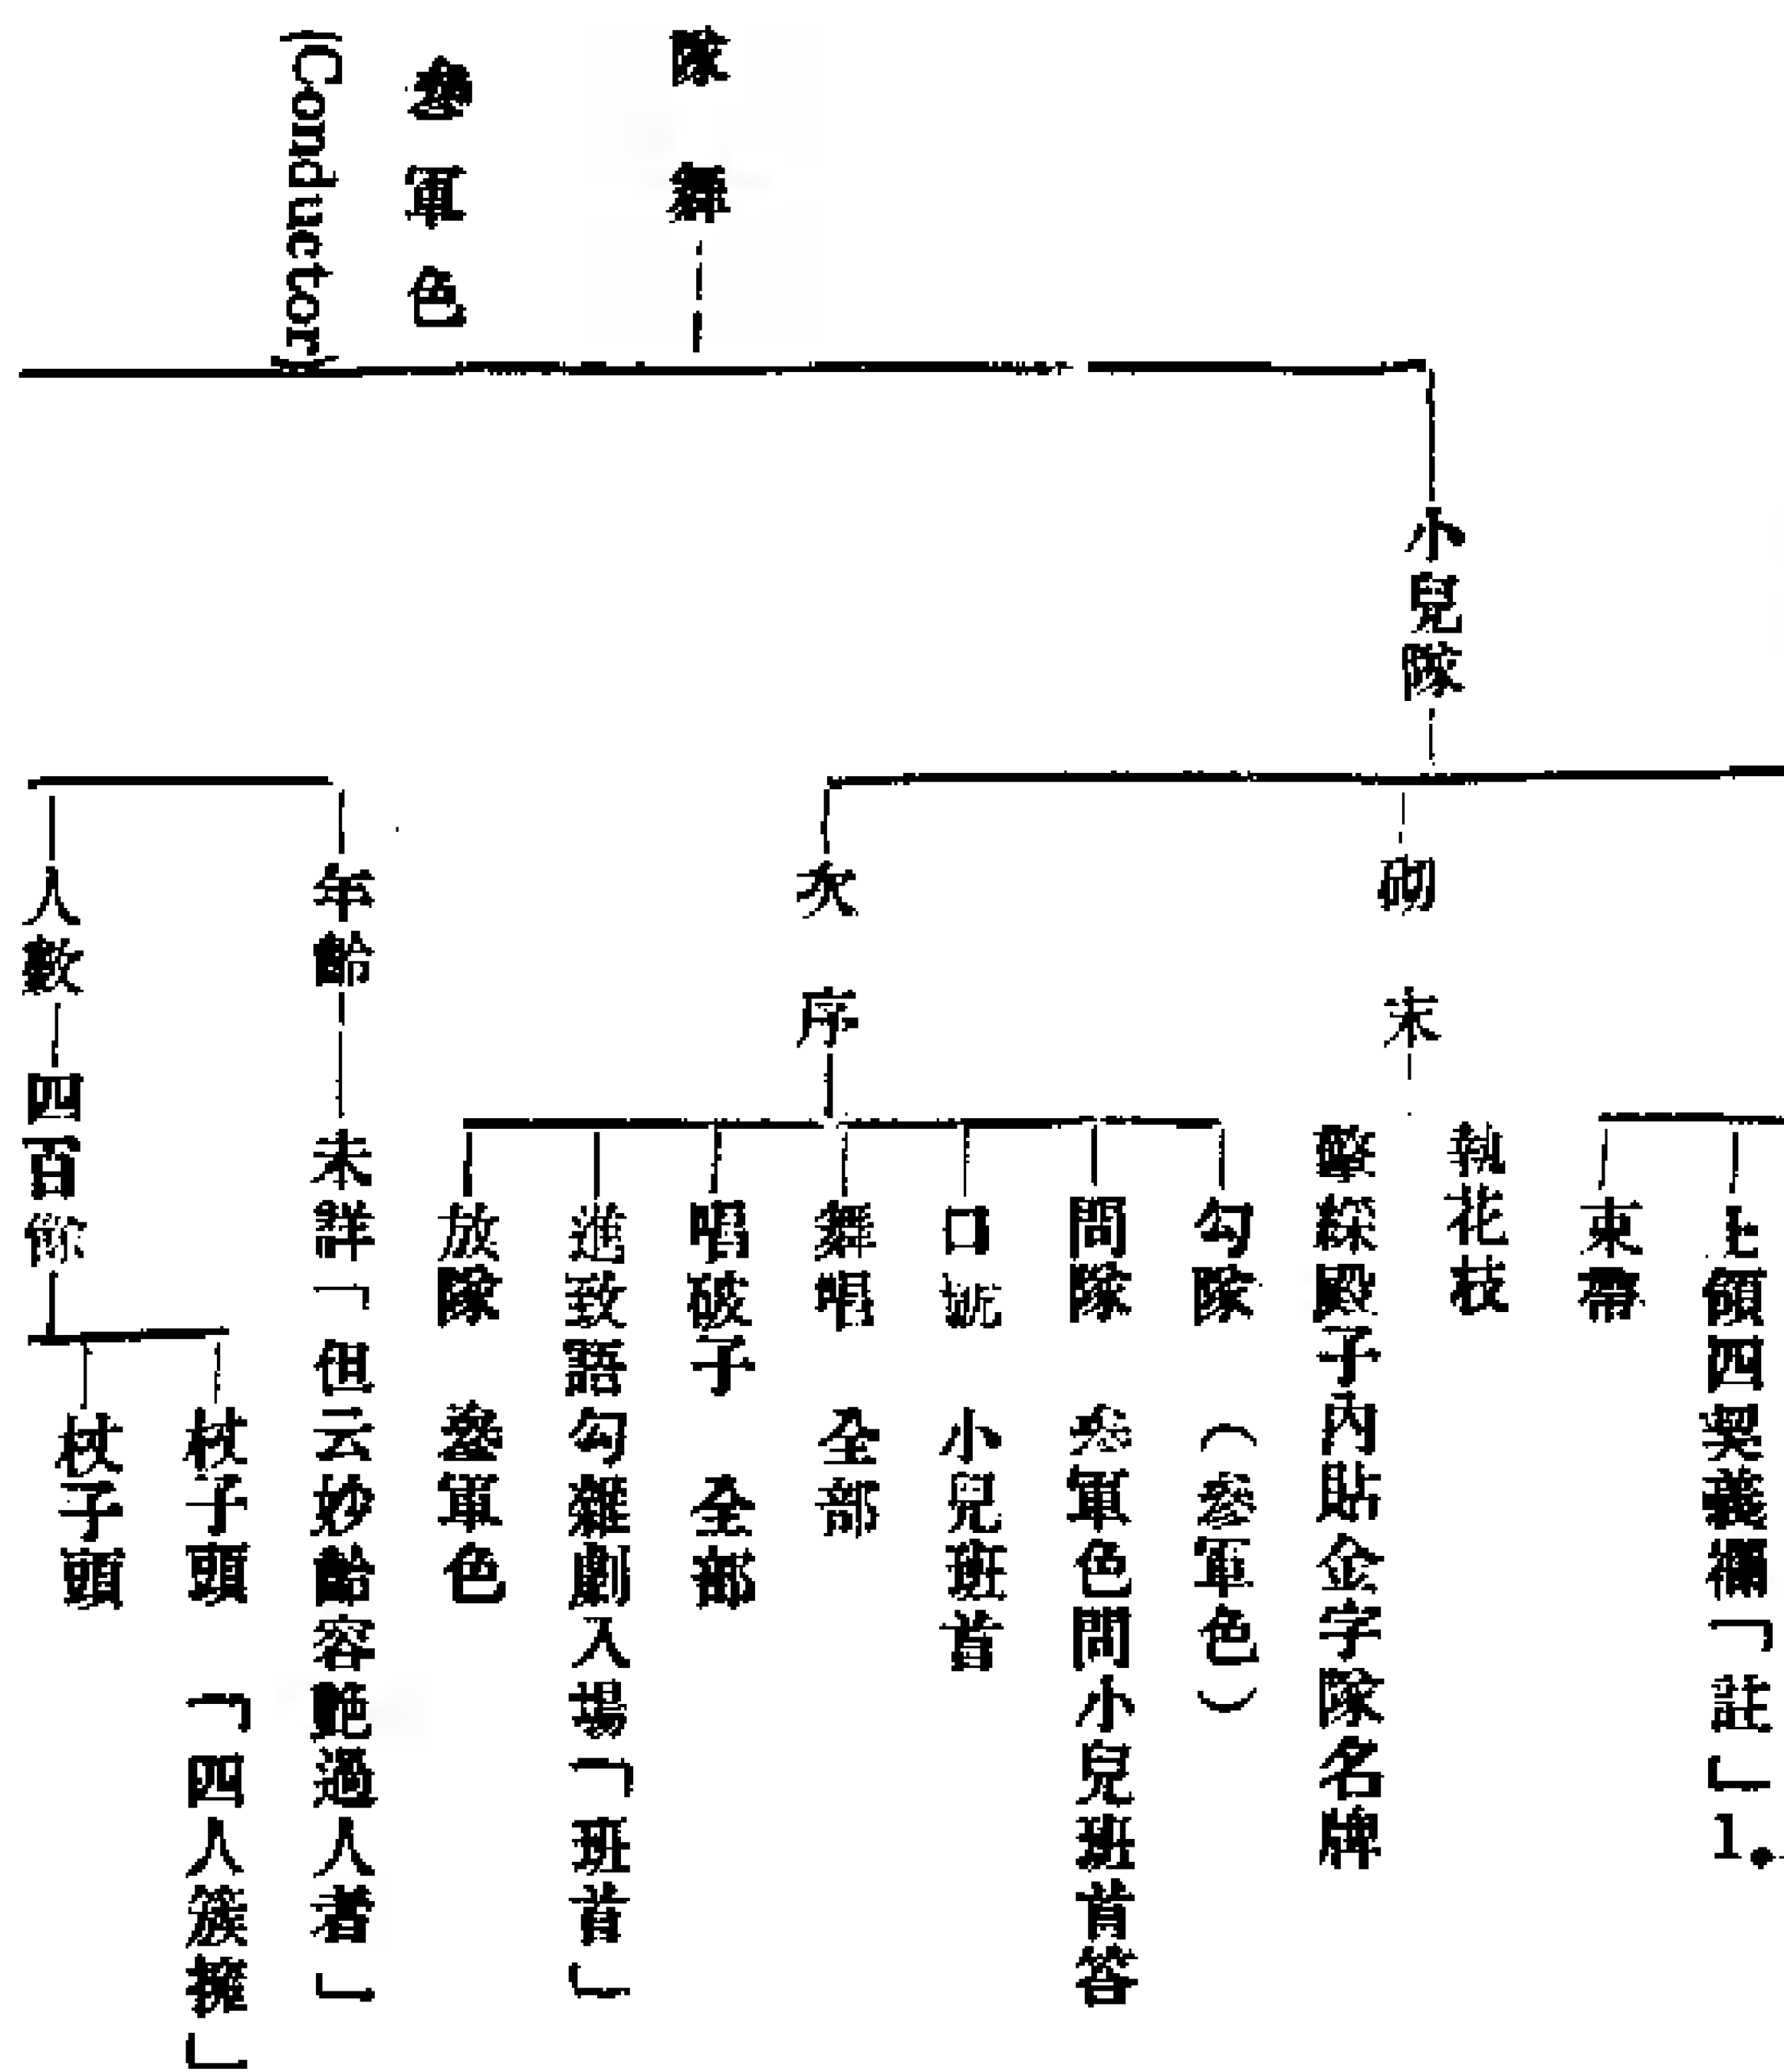 隊舞
參軍色
(Conductor)
小兒隊
上領四契義襴「註」1.
束帶
砌末
執花枝
擎綵殿子內貼金字隊名牌
次序
勾隊 (參軍色)
問隊 參軍色問小兒班首答
口號 小兒班首
舞唱 全部
唱破子 全部
進致語勾雜劇入場「班首」
放隊 參軍色
年齡—未詳「但云妙齡容艶過人者」
人數—四百餘
杖子頭 「四人簇擁」
杖子頭